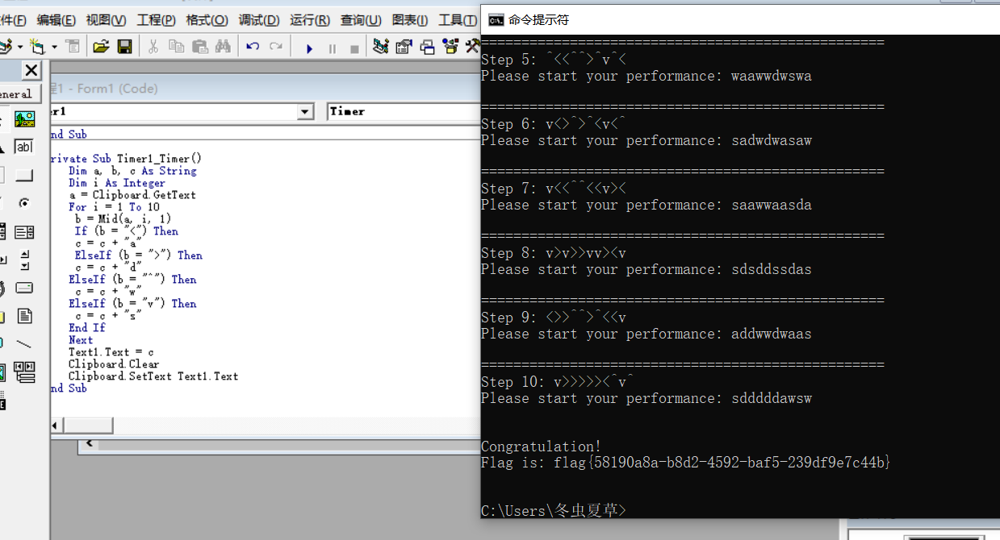 件(F) 编辑(E) 视图(V) 工程(P) 格式(O) 调试(D) 运行(R) 查询(U) 图表(I) 工具(T)
程1 - Form1 (Code)
eneral
er1
Timer
ab|
nd Sub
rivate Sub Timer1_Timer()
Dim a, b, c As String
Dim i As Integer
a = Clipboard.GetText
For i = 1 To 10
b = Mid(a, i, 1)
If (b = "<") Then
c = c + "a"
ElseIf (b = ">") Then
c = c + "d"
ElseIf (b = "^") Then
c = c + "w"
ElseIf (b = "v") Then
c = c + "s"
End If
Next
Text1.Text = c
Clipboard.Clear
Clipboard.SetText Text1.Text
nd Sub
命令提示符
==================================================
Step 5: ^<<^^>^v^<
Please start your performance: waawwdwswa
==================================================
Step 6: v<>^>^<v<^
Please start your performance: sadwdwasaw
==================================================
Step 7: v<<^^<<v><
Please start your performance: saawwaasda
==================================================
Step 8: v>v>>vv><v
Please start your performance: sdsddssdas
==================================================
Step 9: <>>^^>^<<v
Please start your performance: addwwdwaas
==================================================
Step 10: v>>>>><^v^
Please start your performance: sdddddawsw
Congratulation!
Flag is: flag{58190a8a-b8d2-4592-baf5-239df9e7c44b}
C:\Users\冬虫夏草>